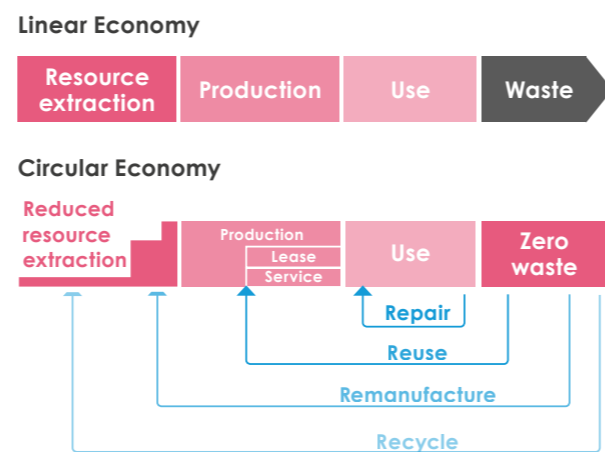 Linear Economy
Resource
extraction
Production
Use
Waste
Circular Economy
Reduced
resource
extraction
Production
Lease
Service
Use
Zero
waste
Repair
Reuse
Remanufacture
Recycle